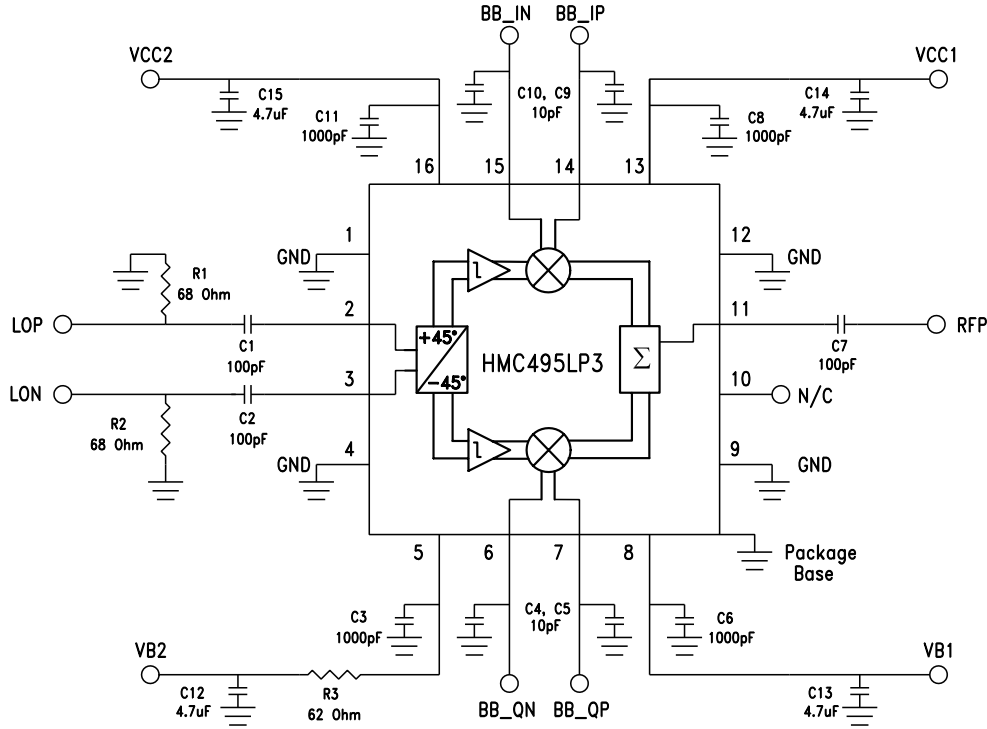 BB_IN BB_IP
VCC2
VCC1
C15
4.7uF
C11
1000pF
C10, C9
10pF
C14
4.7uF
C8
1000pF
16 15 14 13
1
GND
12
GND
R1
68 Ohm
LOP
2
C1
100pF
11
RFP
C7
100pF
+45°
-45°
HMC495LP3
Σ
LON
3
C2
100pF
10
N/C
R2
68 Ohm
4
GND
9
GND
5 6 7 8
Package
Base
C3
1000pF
C4, C5
10pF
C6
1000pF
VB2
VB1
C12
4.7uF
R3
62 Ohm
BB_QN BB_QP
C13
4.7uF